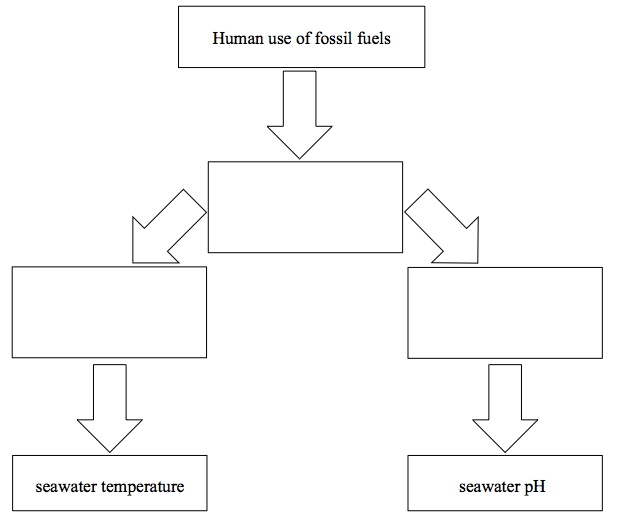 Human use of fossil fuels
seawater temperature
seawater pH